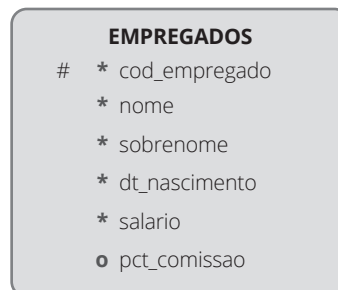 EMPREGADOS
# * cod_empregado
* nome
* sobrenome
* dt_nascimento
* salario
o pct_comissao